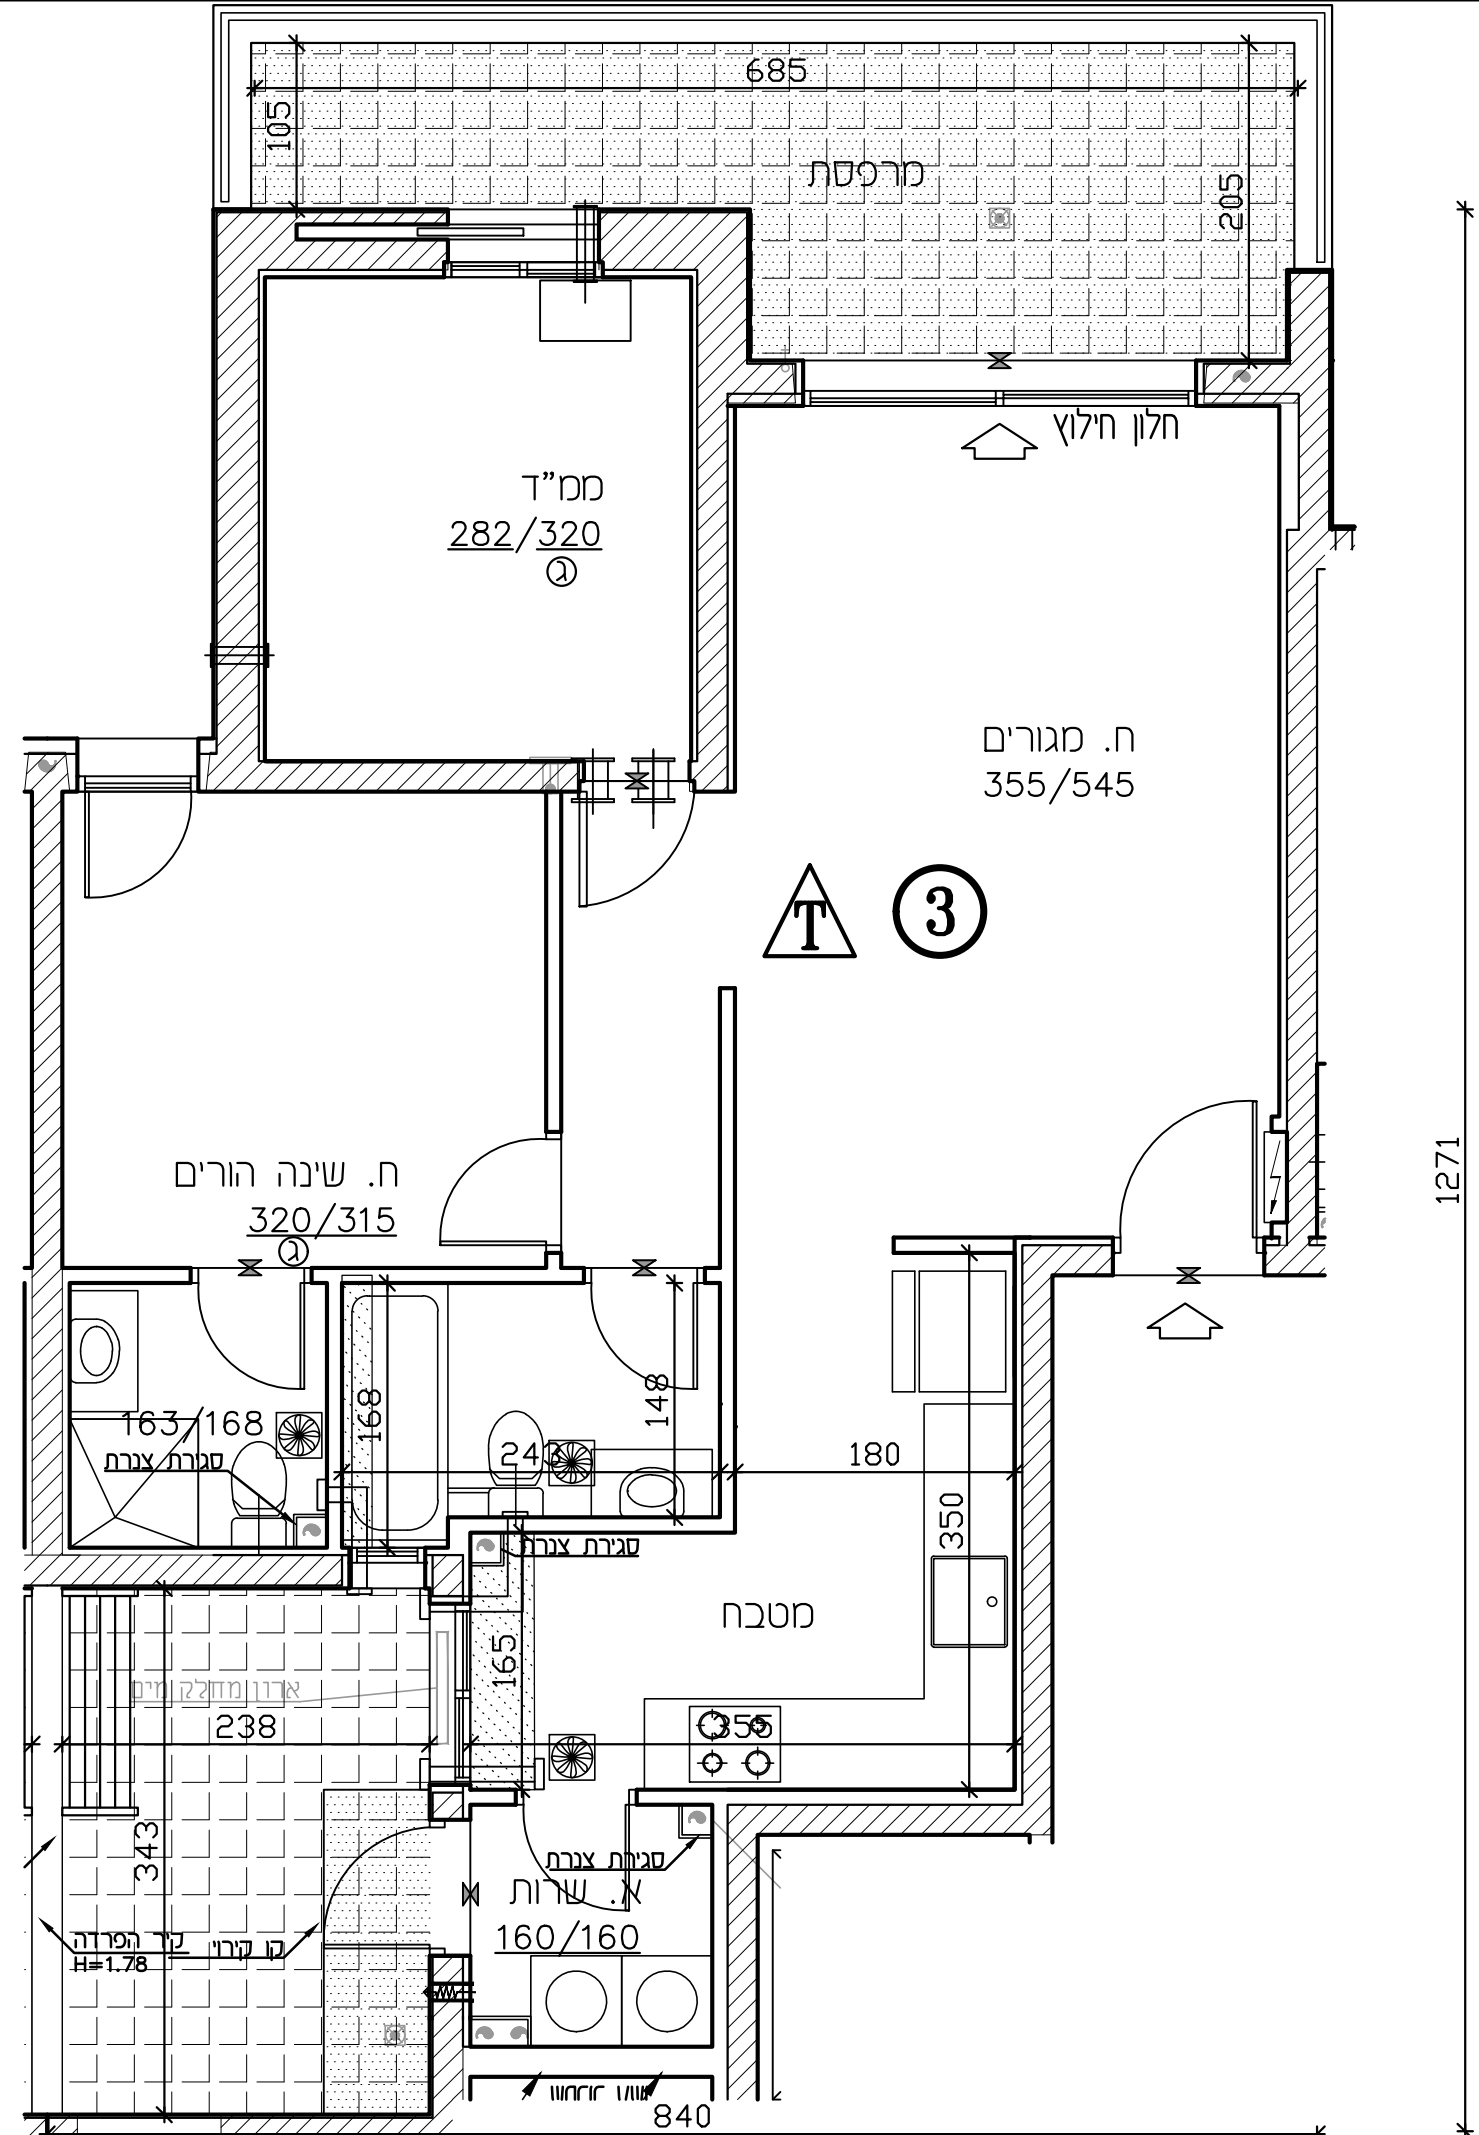 685
105
מרפסת
205
חלון חילוץ
ממ"ד
282/320
ג
ח. מגורים
355/545
T
3
1271
ח. שינה הורים
320/315
ג
163/168
סגירת צנרת
168
243
148
180
350
סגירת צנרת
מטבח
165
ארון מחלק מים
238
355
343
סגירת צנרת
א. שרות
160/160
קיר הפרדה
H=1.78
קו קירוי
840